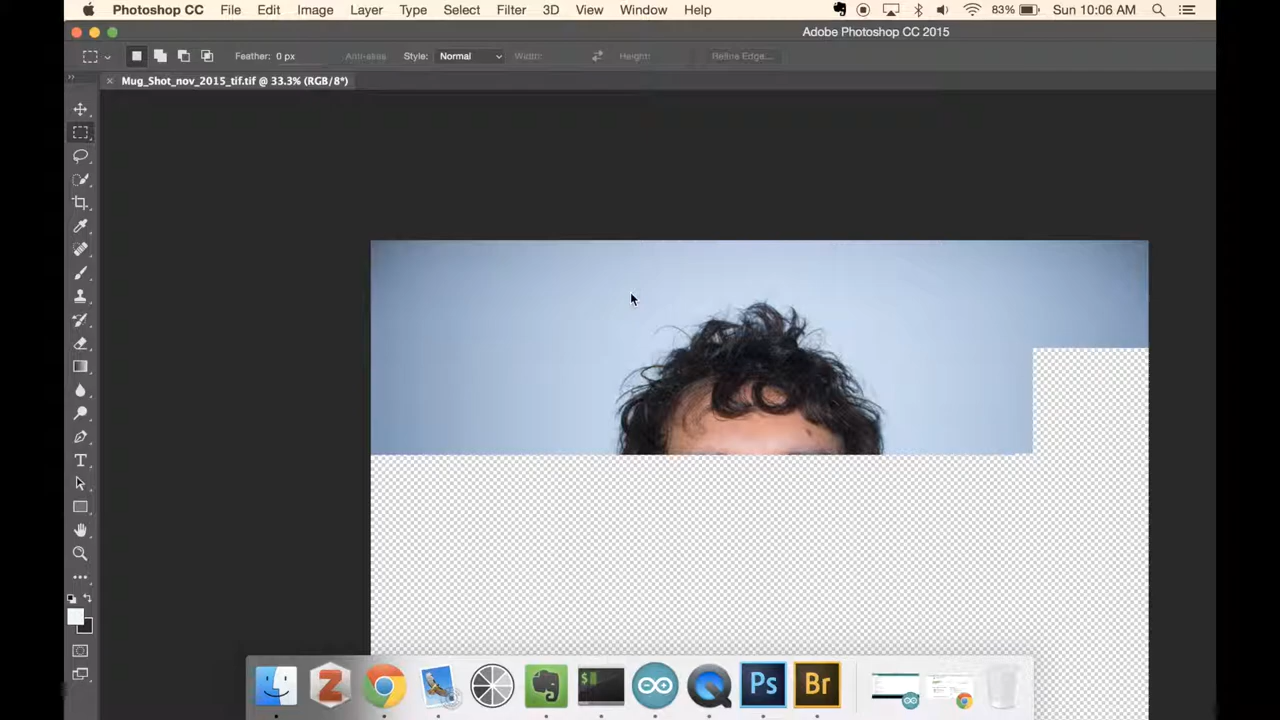 Photoshop CC File Edit Image Layer Type Select Filter 3D View Window Help 83% Sun 10:06 AM
Adobe Photoshop CC 2015
Feather: 0 px Anti-alias Style: Normal Width: Height: Refine Edge...
Mug_Shot_nov_2015_tif.tif @ 33.3% (RGB/8*)
T
Z $ Ps Br